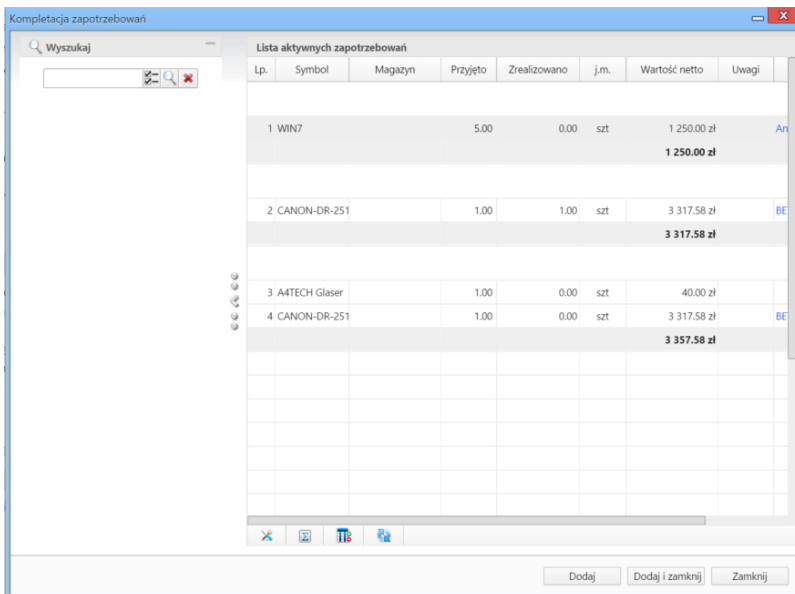 Kompletacja zapotrzebowań
Wyszukaj
Lista aktywnych zapotrzebowań
Lp. Symbol Magazyn Przyjęto Zrealizowano j.m. Wartość netto Uwagi
1 WIN7 5.00 0.00 szt 1 250.00 zł An
1 250.00 zł
2 CANON-DR-251 1.00 1.00 szt 3 317.58 zł BE
3 317.58 zł
3 A4TECH Glaser 1.00 0.00 szt 40.00 zł
4 CANON-DR-251 1.00 0.00 szt 3 317.58 zł BE
3 357.58 zł
Dodaj Dodaj i zamknij Zamknij